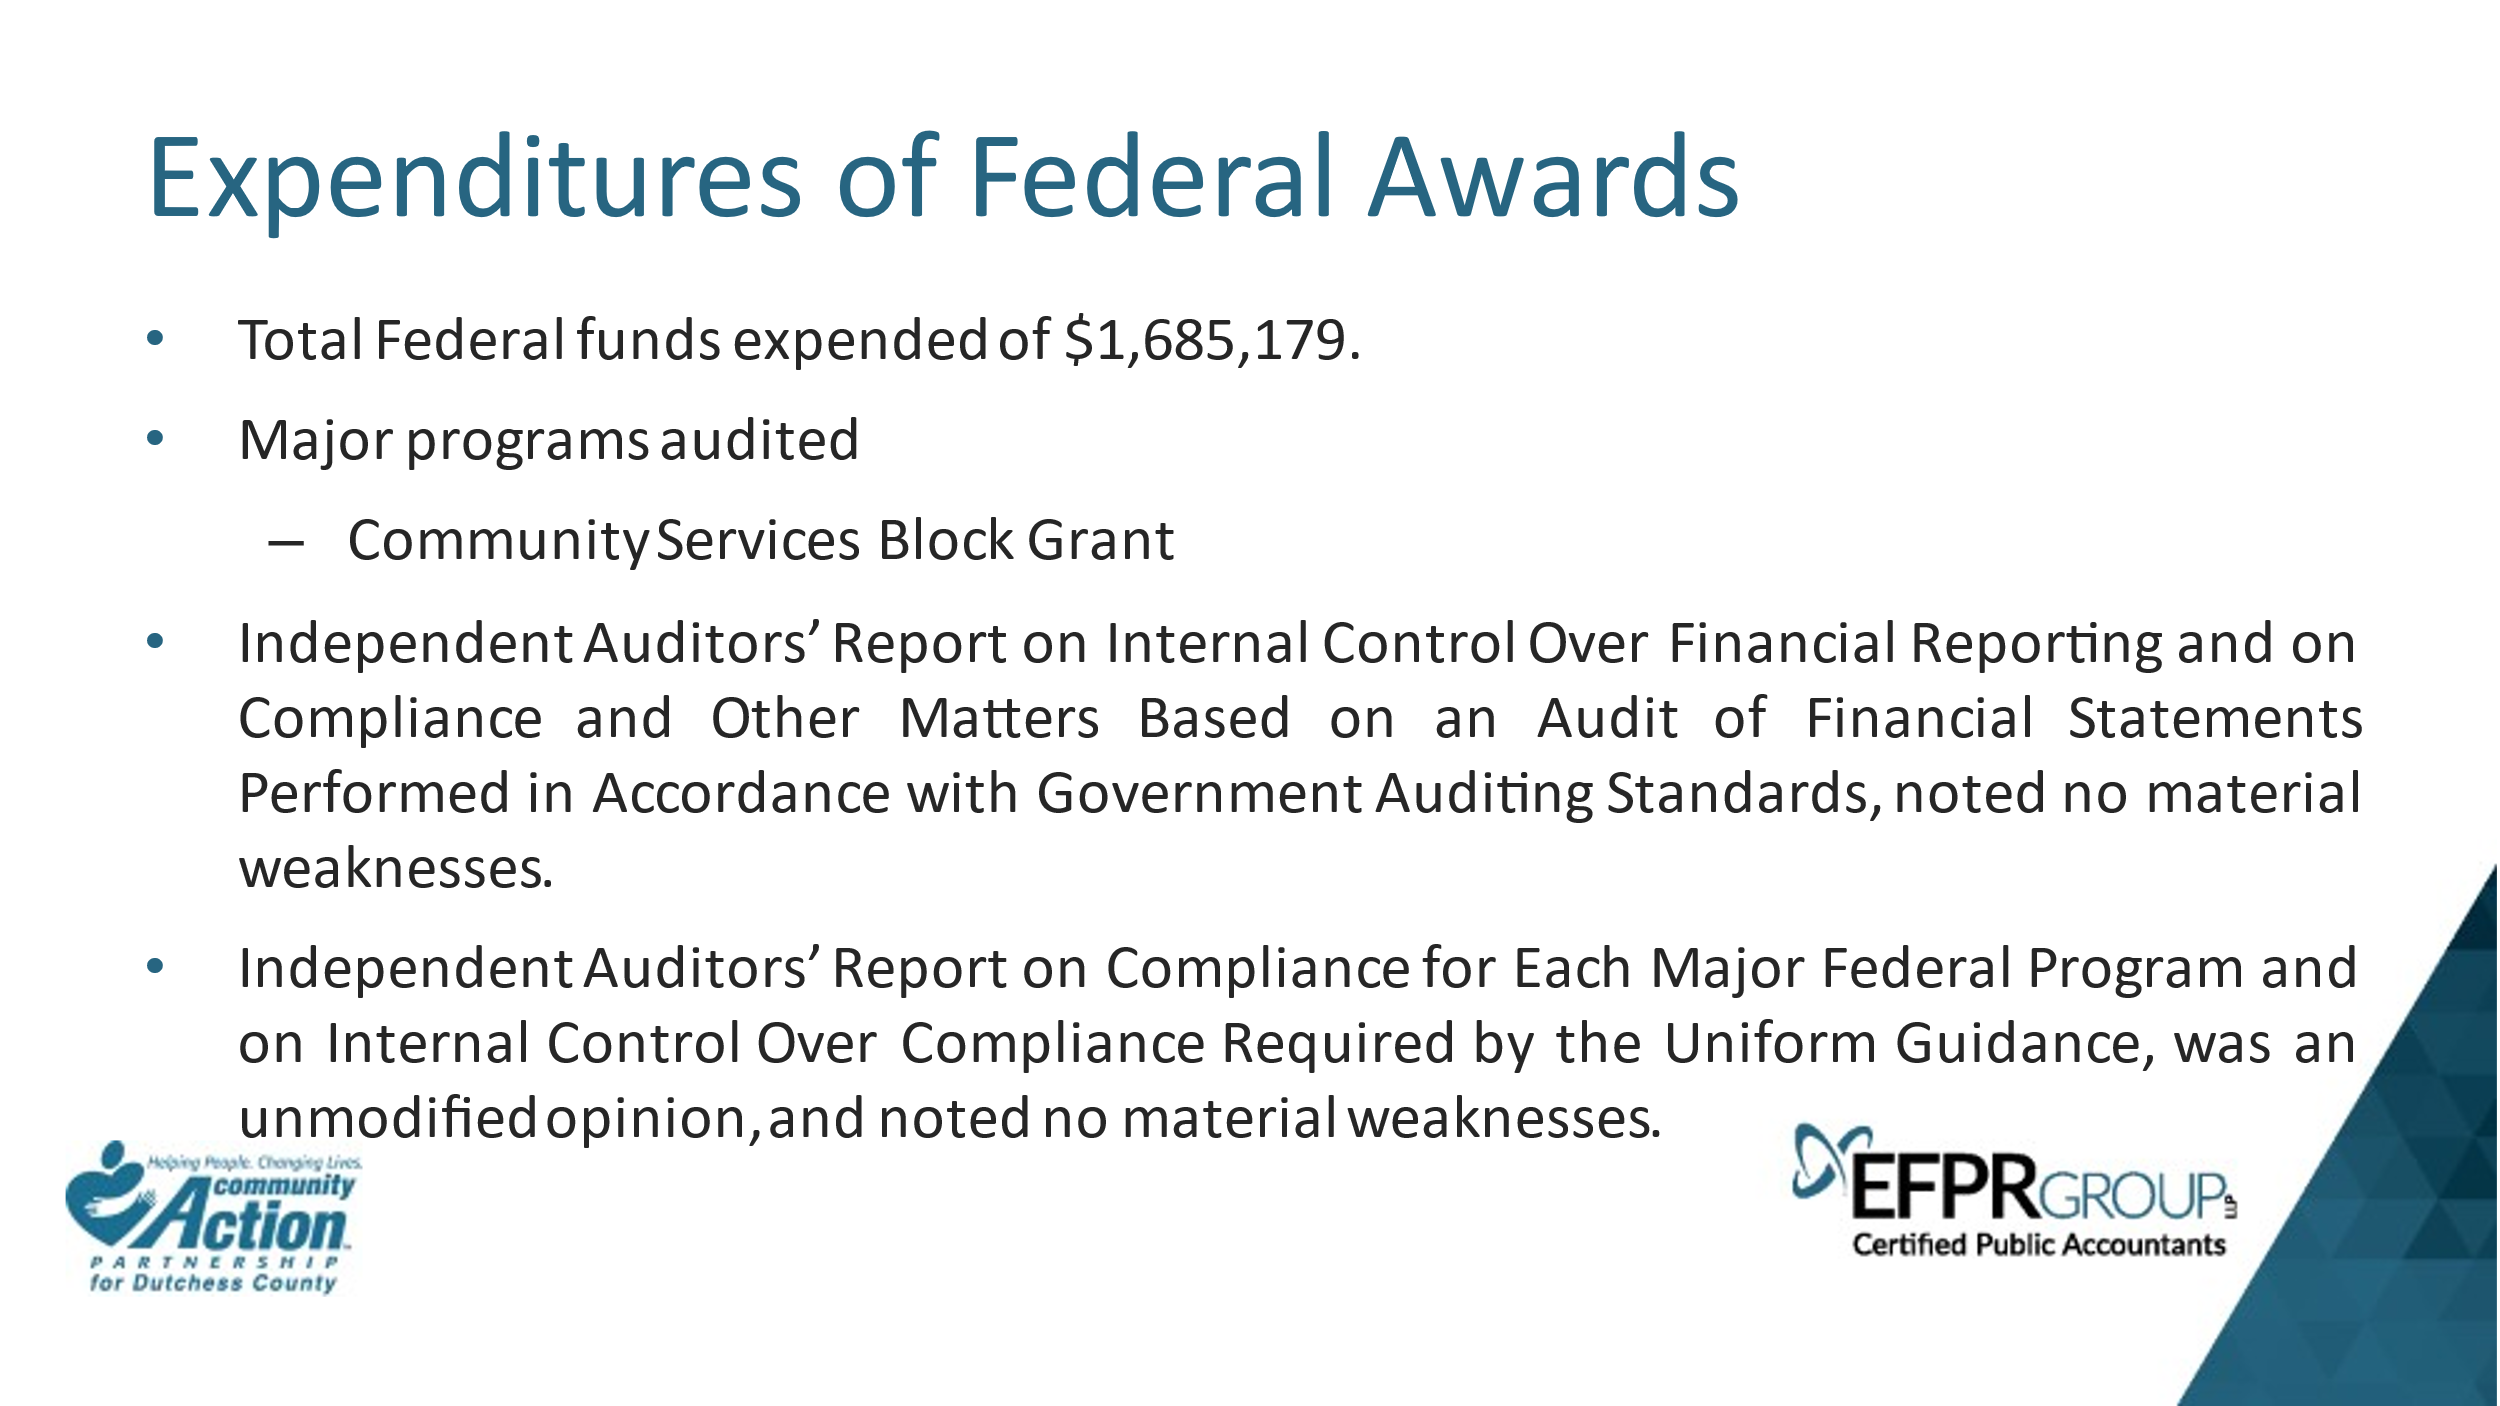 Expenditures of Federal Awards
• Total Federal funds expended of $1,685,179.
• Major programs audited
– Community Services Block Grant
• Independent Auditors’ Report on Internal Control Over Financial Reporting and on
Compliance and Other Matters Based on an Audit of Financial Statements
Performed in Accordance with Government Auditing Standards, noted no material
weaknesses.
• Independent Auditors’ Report on Compliance for Each Major Federal Program and
on Internal Control Over Compliance Required by the Uniform Guidance, was an
unmodified opinion, and noted no material weaknesses.
Helping People. Changing Lives.
community
Action
PARTNERSHIP
for Dutchess County
EFPR GROUP LLP
Certified Public Accountants